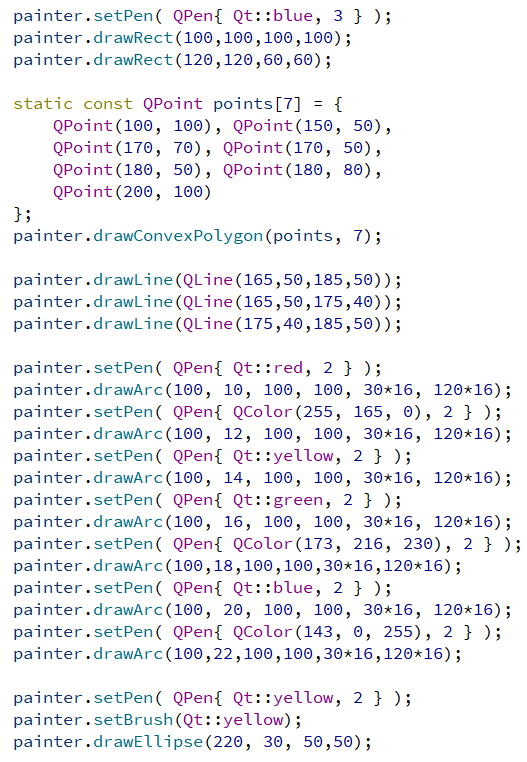 painter.setPen( QPen{ Qt::blue, 3 } );
painter.drawRect(100,100,100,100);
painter.drawRect(120,120,60,60);

static const QPoint points[7] = {
    QPoint(100, 100), QPoint(150, 50),
    QPoint(170, 70), QPoint(170, 50),
    QPoint(180, 50), QPoint(180, 80),
    QPoint(200, 100)
};
painter.drawConvexPolygon(points, 7);

painter.drawLine(QLine(165,50,185,50));
painter.drawLine(QLine(165,50,175,40));
painter.drawLine(QLine(175,40,185,50));

painter.setPen( QPen{ Qt::red, 2 } );
painter.drawArc(100, 10, 100, 100, 30*16, 120*16);
painter.setPen( QPen{ QColor(255, 165, 0), 2 } );
painter.drawArc(100, 12, 100, 100, 30*16, 120*16);
painter.setPen( QPen{ Qt::yellow, 2 } );
painter.drawArc(100, 14, 100, 100, 30*16, 120*16);
painter.setPen( QPen{ Qt::green, 2 } );
painter.drawArc(100, 16, 100, 100, 30*16, 120*16);
painter.setPen( QPen{ QColor(173, 216, 230), 2 } );
painter.drawArc(100,18,100,100,30*16,120*16);
painter.setPen( QPen{ Qt::blue, 2 } );
painter.drawArc(100, 20, 100, 100, 30*16, 120*16);
painter.setPen( QPen{ QColor(143, 0, 255), 2 } );
painter.drawArc(100,22,100,100,30*16,120*16);

painter.setPen( QPen{ Qt::yellow, 2 } );
painter.setBrush(Qt::yellow);
painter.drawEllipse(220, 30, 50,50);